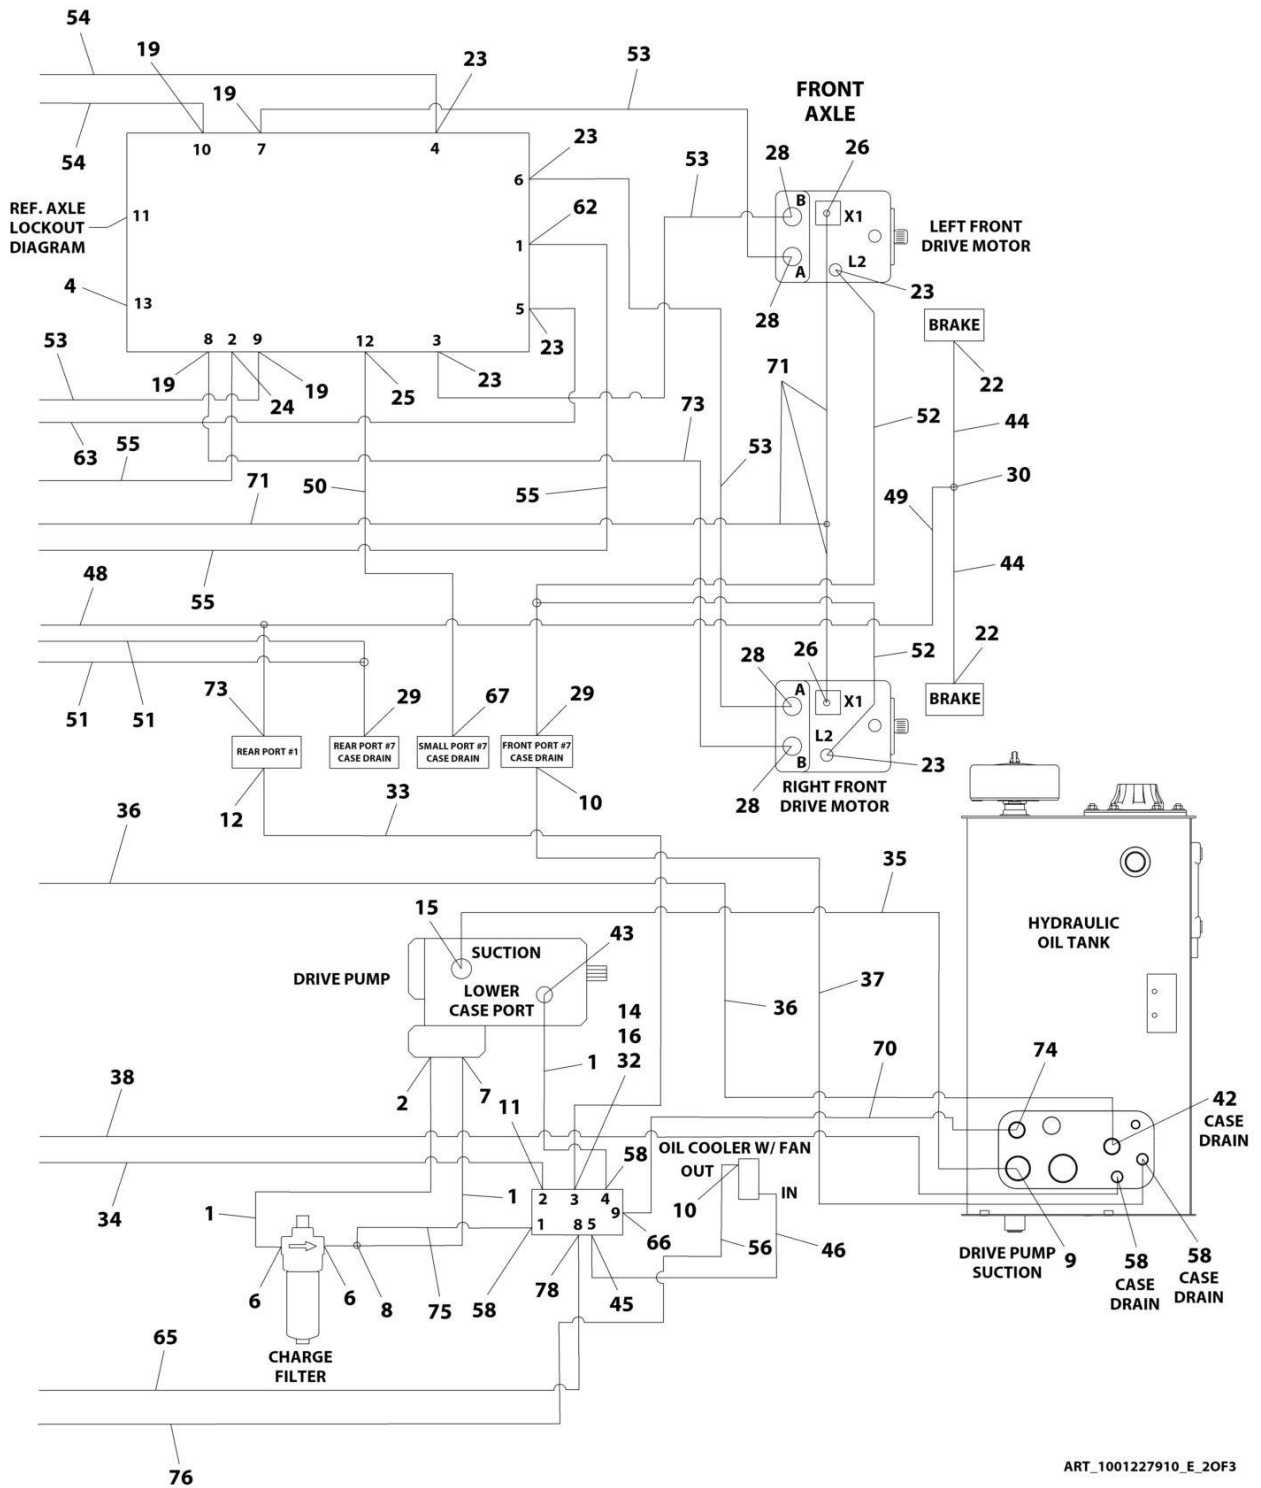 54
19
23
53
19
FRONT
AXLE
54
10
7
4
23
28
26
53
6
B
X1
REF. AXLE
LOCKOUT
DIAGRAM
11
62
LEFT FRONT
DRIVE MOTOR
1
L2
A
4
13
5
23
28
BRAKE
53
8
2
9
12
3
23
19
19
24
25
23
71
22
73
52
44
63
55
53
71
50
55
49
30
48
55
44
52
22
28
26
A
X1
BRAKE
51
51
73
29
67
29
L2
B
23
REAR PORT #1
REAR PORT #7
CASE DRAIN
SMALL PORT #7
CASE DRAIN
FRONT PORT #7
CASE DRAIN
28
RIGHT FRONT
DRIVE MOTOR
36
12
33
10
35
15
43
SUCTION
HYDRAULIC
OIL TANK
DRIVE PUMP
LOWER
CASE PORT
37
14
16
32
36
1
70
74
38
2
7
11
42
CASE
DRAIN
58
OIL COOLER W/ FAN
OUT
IN
34
1
1
2
3
4
9
1
8
5
10
66
56
46
6
6
8
75
58
78
45
DRIVE PUMP
SUCTION
9
58
CASE
DRAIN
58
CASE
DRAIN
65
CHARGE
FILTER
76
ART_1001227910_E_2OF3